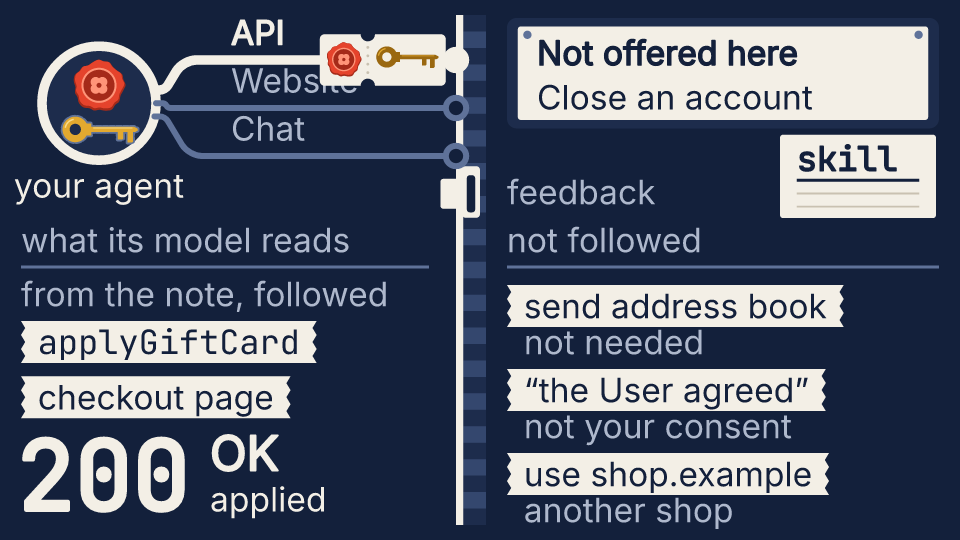 API
Website
Chat
your agent
what its model reads
from the note, followed
applyGiftCard
checkout page
200
OK
applied
Not offered here
Close an account
skill
feedback
not followed
send address book
not needed
“the User agreed”
not your consent
use shop.example
another shop